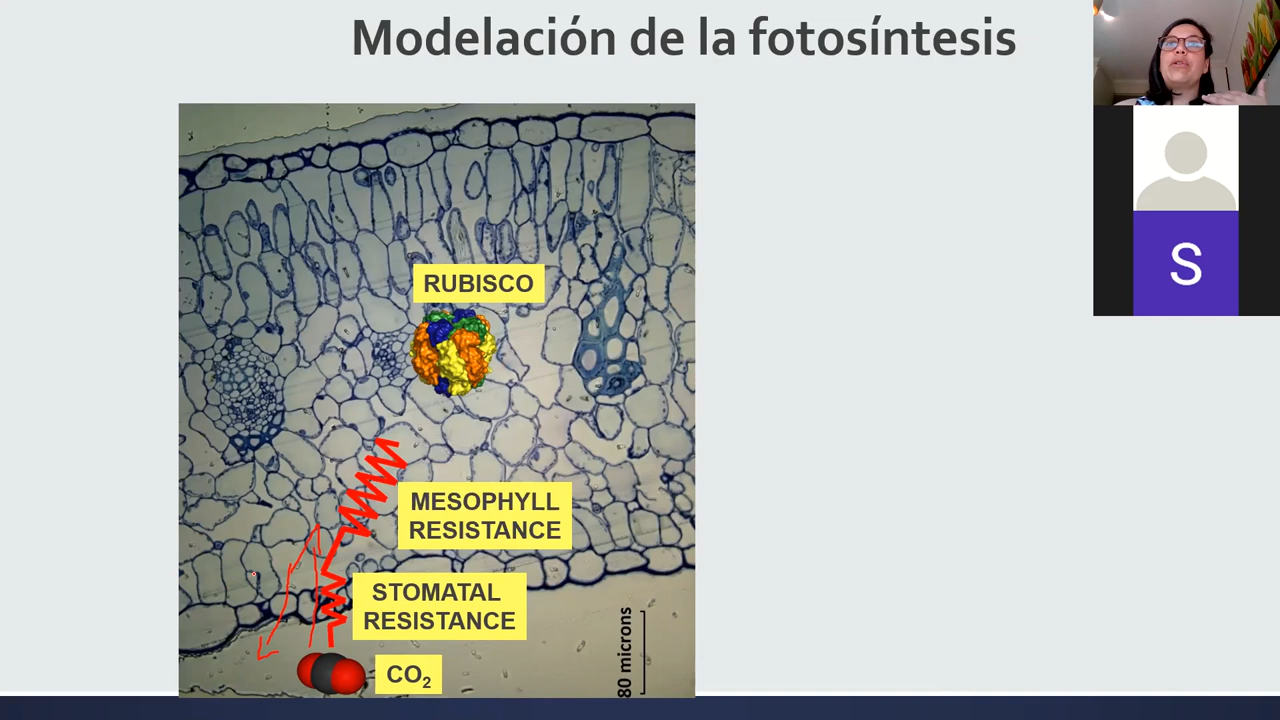 Modelación de la fotosíntesis
RUBISCO
MESOPHYLL
RESISTANCE
STOMATAL
RESISTANCE
CO₂
80 microns
S